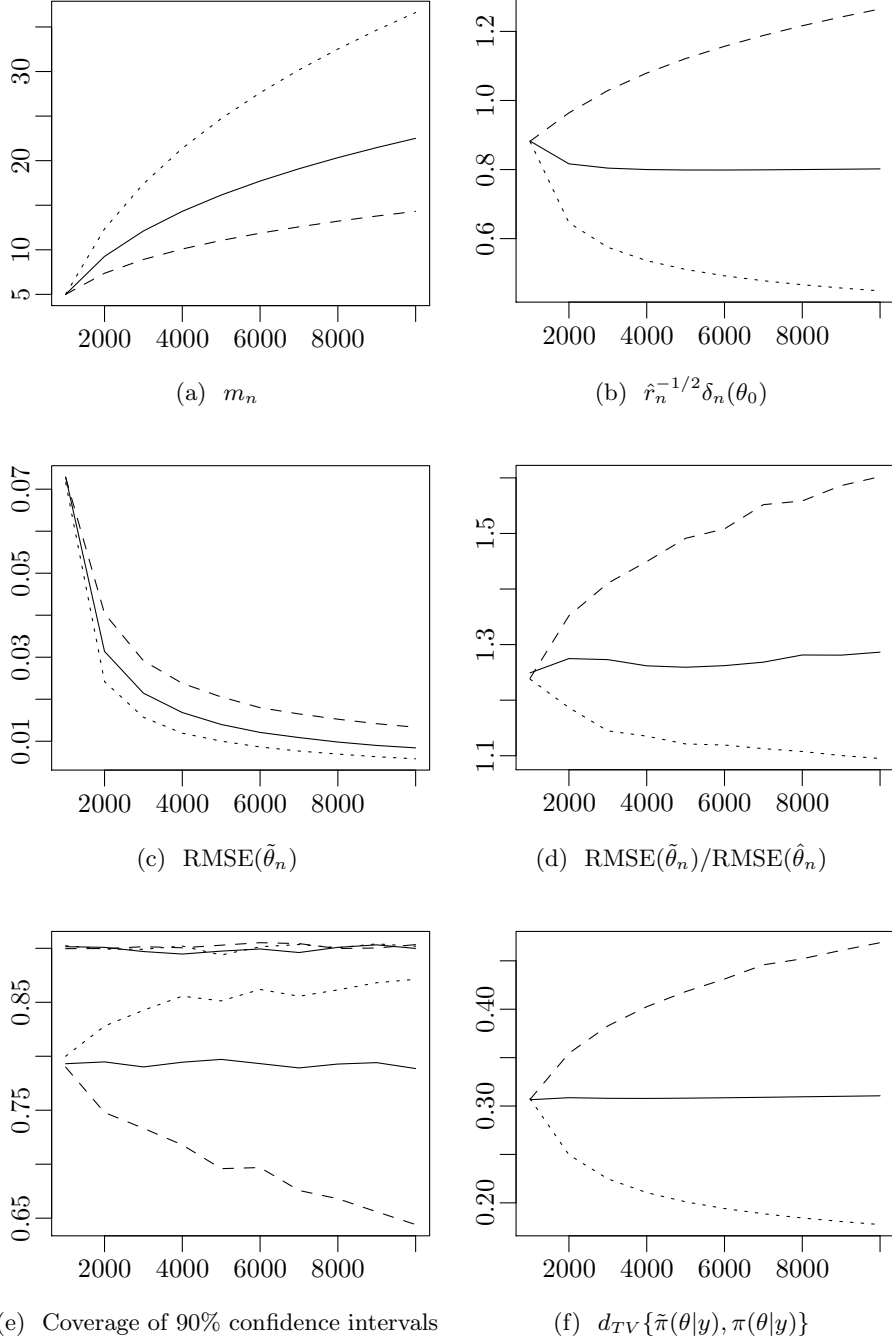 5 10 20 30
2000 4000 6000 8000
(a) m_n
0.6 0.8 1.0 1.2
2000 4000 6000 8000
(b) r̂_n^{-1/2} δ_n(θ_0)
0.01 0.03 0.05 0.07
2000 4000 6000 8000
(c) RMSE(θ̃_n)
1.1 1.3 1.5
2000 4000 6000 8000
(d) RMSE(θ̃_n)/RMSE(θ̂_n)
0.65 0.75 0.85
2000 4000 6000 8000
e) Coverage of 90% confidence intervals
0.20 0.30 0.40
2000 4000 6000 8000
(f) d_{TV}{π̃(θ|y), π(θ|y)}